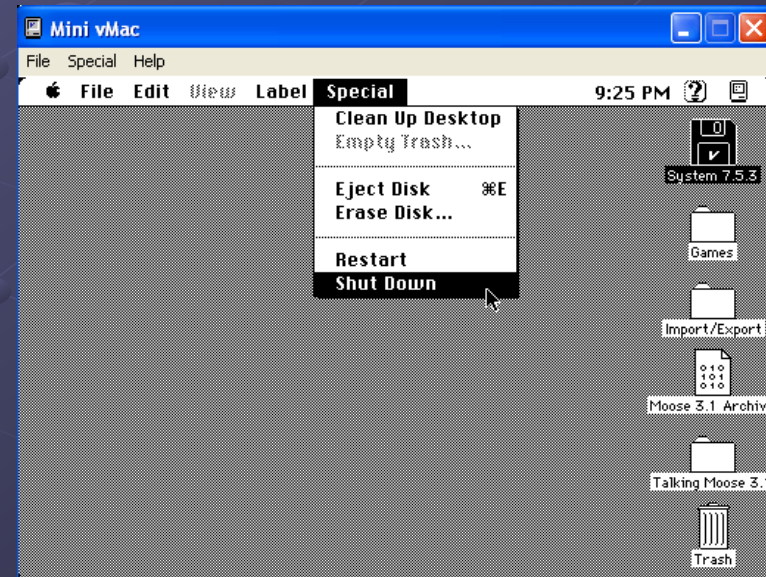 Mini vMac
File Special Help
File Edit View Label Special 9:25 PM
Clean Up Desktop
Empty Trash...
Eject Disk ⌘E
Erase Disk...
Restart
Shut Down
System 7.5.3
Games
Import/Export
Moose 3.1 Archiv
Talking Moose 3.
Trash